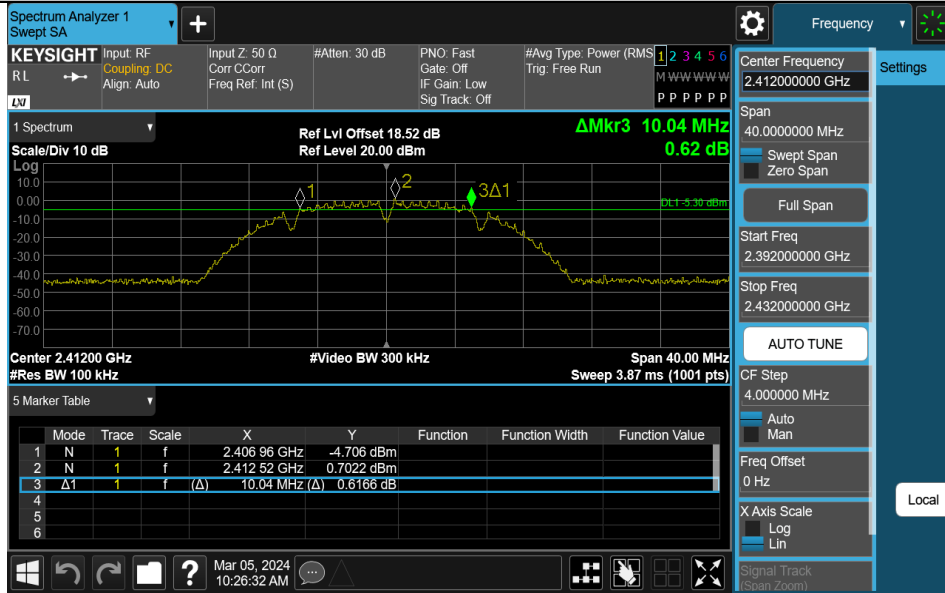 Spectrum Analyzer 1
Swept SA
Frequency
KEYSIGHT
RL
LXI
Input: RF
Coupling: DC
Align: Auto
Input Z: 50 Ω
Corr CCorr
Freq Ref: Int (S)
#Atten: 30 dB
PNO: Fast
Gate: Off
IF Gain: Low
Sig Track: Off
#Avg Type: Power (RMS
Trig: Free Run
1 2 3 4 5 6
M W W W W W
P P P P P P
1 Spectrum
Scale/Div 10 dB
Ref Lvl Offset 18.52 dB
Ref Level 20.00 dBm
ΔMkr3 10.04 MHz
0.62 dB
Log
10.0
0.00
-10.0
-20.0
-30.0
-40.0
-50.0
-60.0
-70.0
1
2
3Δ1
DL1 -5.30 dBm
Center 2.41200 GHz
#Res BW 100 kHz
#Video BW 300 kHz
Span 40.00 MHz
Sweep 3.87 ms (1001 pts)
5 Marker Table
Mode Trace Scale X Y Function Function Width Function Value
1 N 1 f 2.406 96 GHz -4.706 dBm
2 N 1 f 2.412 52 GHz 0.7022 dBm
3 Δ1 1 f (Δ) 10.04 MHz (Δ) 0.6166 dB
4
5
6
?
Mar 05, 2024
10:26:32 AM
Center Frequency
2.412000000 GHz
Settings
Span
40.0000000 MHz
Swept Span
Zero Span
Full Span
Start Freq
2.392000000 GHz
Stop Freq
2.432000000 GHz
AUTO TUNE
CF Step
4.000000 MHz
Auto
Man
Freq Offset
0 Hz
Local
X Axis Scale
Log
Lin
Signal Track
(Span Zoom)